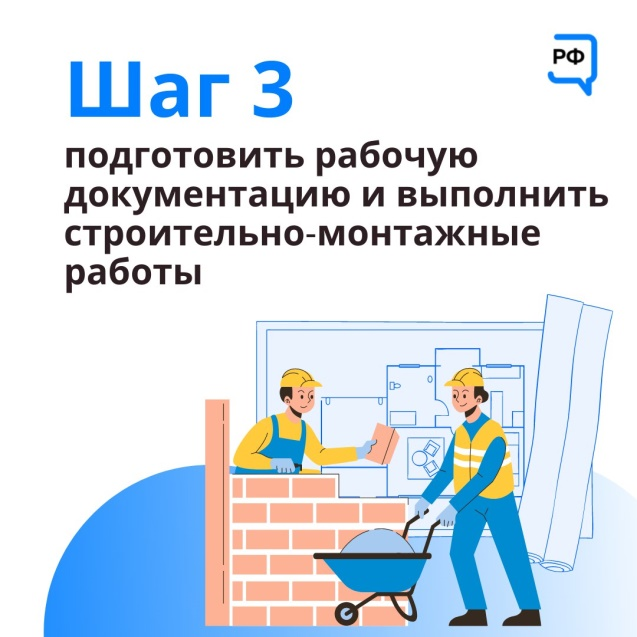 РФ
Шаг 3
подготовить рабочую
документацию и выполнить
строительно-монтажные
работы